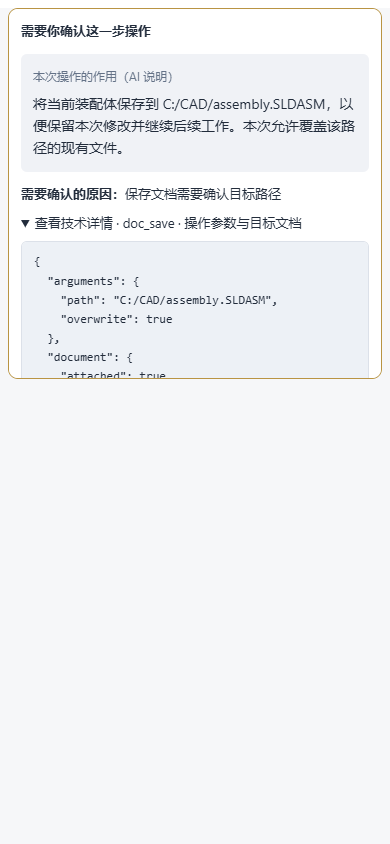 需要你确认这一步操作
本次操作的作用（AI 说明）
将当前装配体保存到 C:/CAD/assembly.SLDASM，以
便保留本次修改并继续后续工作。本次允许覆盖该路
径的现有文件。
需要确认的原因：保存文档需要确认目标路径
▼ 查看技术详情 · doc_save · 操作参数与目标文档
{
  "arguments": {
    "path": "C:/CAD/assembly.SLDASM",
    "overwrite": true
  },
  "document": {
    "attached": true